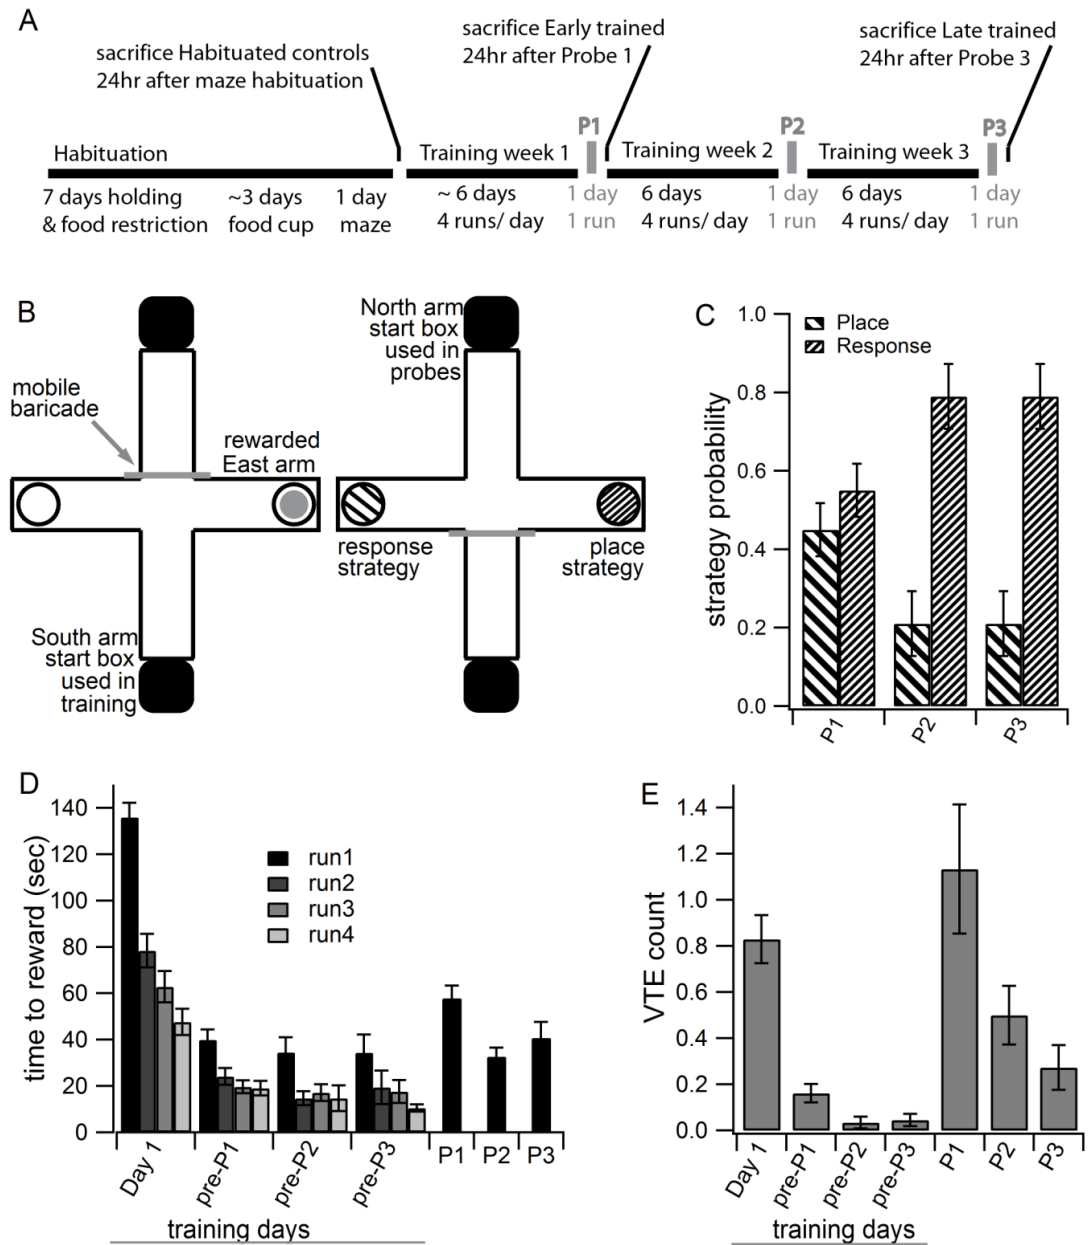 A
sacrifice Habituated controls
24hr after maze habituation
sacrifice Early trained
24hr after Probe 1
sacrifice Late trained
24hr after Probe 3
Habituation
Training week 1
P1
Training week 2
P2
Training week 3
P3
7 days holding
& food restriction
~3 days
food cup
1 day
maze
~ 6 days
4 runs/ day
1 day
1 run
6 days
4 runs/ day
1 day
1 run
6 days
4 runs/ day
1 day
1 run
B
mobile
baricade
rewarded
East arm
South arm
start box
used in
training
North arm
start box
used in
probes
response
strategy
place
strategy
C
Place
Response
strategy probability
1.0
0.8
0.6
0.4
0.2
0.0
P1
P2
P3
D
time to reward (sec)
140
120
100
80
60
40
20
0
run1
run2
run3
run4
Day 1
pre-P1
pre-P2
pre-P3
P1
P2
P3
training days
E
VTE count
1.4
1.2
1.0
0.8
0.6
0.4
0.2
0.0
Day 1
pre-P1
pre-P2
pre-P3
P1
P2
P3
training days